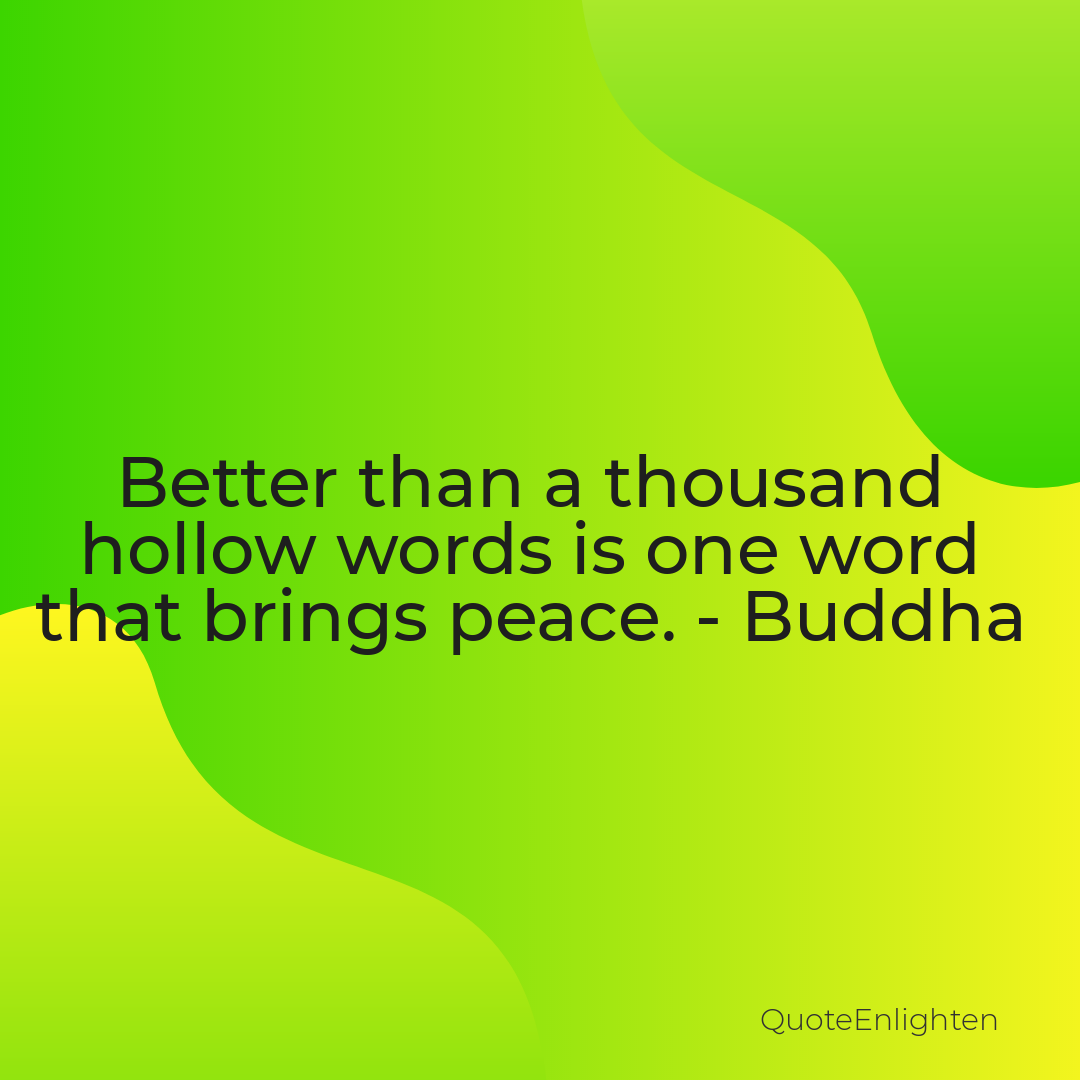 Better than a thousand
hollow words is one word
that brings peace. - Buddha
QuoteEnlighten